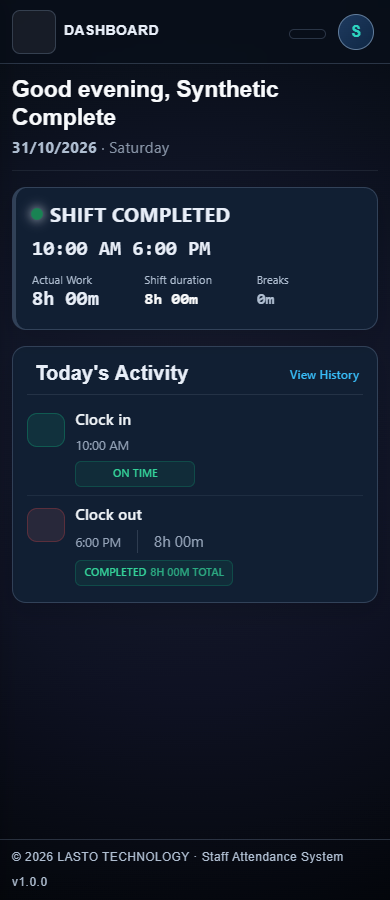 DASHBOARD
S
Good evening, Synthetic
Complete
31/10/2026 · Saturday
SHIFT COMPLETED
10:00 AM 6:00 PM
Actual Work Shift duration Breaks
8h 00m 8h 00m 0m
Today's Activity View History
Clock in
10:00 AM
ON TIME
Clock out
6:00 PM 8h 00m
COMPLETED 8H 00M TOTAL
© 2026 LASTO TECHNOLOGY · Staff Attendance System
v1.0.0